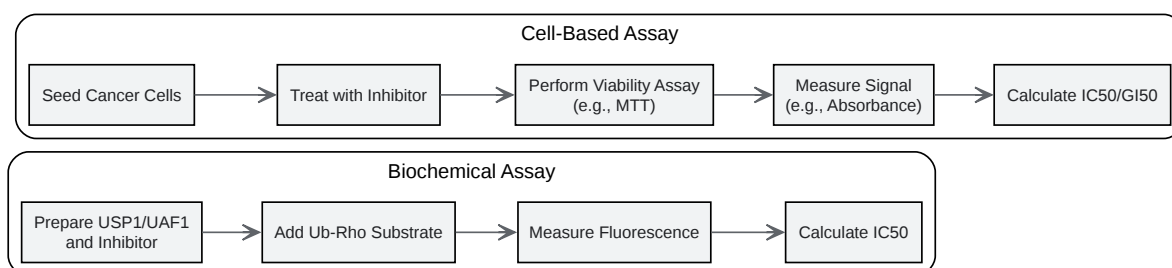 Cell-Based Assay
Seed Cancer Cells
Treat with Inhibitor
Perform Viability Assay
(e.g., MTT)
Measure Signal
(e.g., Absorbance)
Calculate IC50/GI50
Biochemical Assay
Prepare USP1/UAF1
and Inhibitor
Add Ub-Rho Substrate
Measure Fluorescence
Calculate IC50